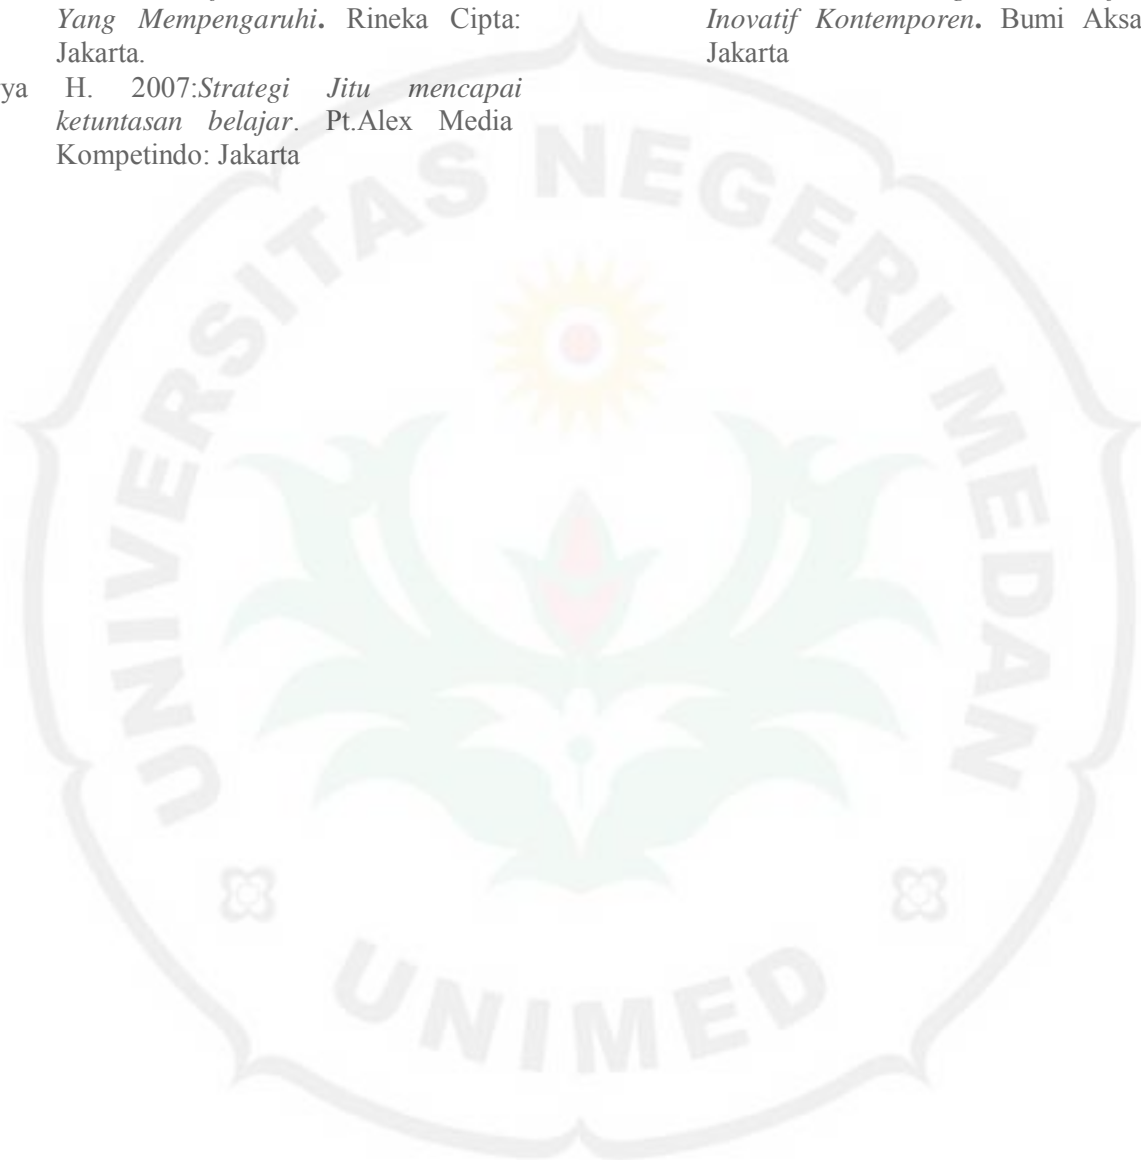 Yang Mempengaruhi. Rineka Cipta:
Jakarta.
ya H. 2007:Strategi Jitu mencapai
ketuntasan belajar. Pt.Alex Media
Kompetindo: Jakarta
Inovatif Kontemporen. Bumi Aksa
Jakarta
UNIVERSITAS NEGERI MEDAN
UNIMED